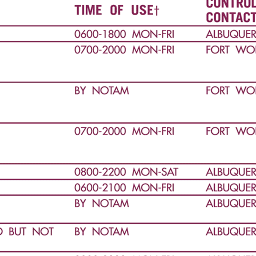 CONTROL
TIME OF USE† CONTACT
0600-1800 MON-FRI ALBUQUER
0700-2000 MON-FRI FORT WO
BY NOTAM FORT WO
0700-2000 MON-FRI FORT WO
0800-2200 MON-SAT ALBUQUER
0600-2100 MON-FRI ALBUQUER
BY NOTAM ALBUQUER
BUT NOT BY NOTAM ALBUQUER